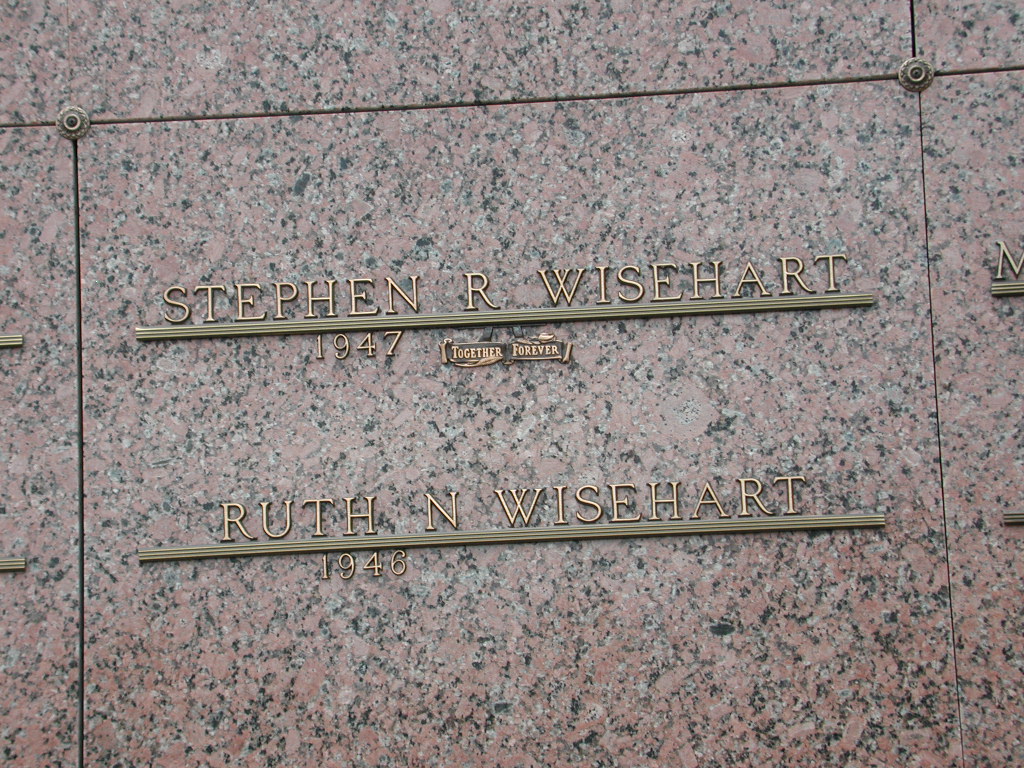 STEPHEN R WISEHART
1947
TOGETHER FOREVER
RUTH N WISEHART
1946
M